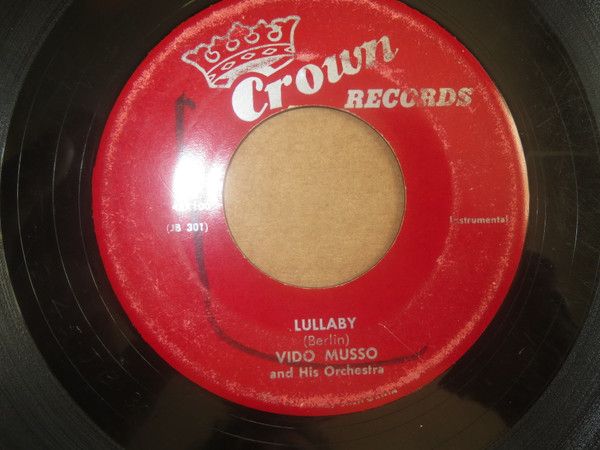 Crown
RECORDS
(JB 301)
Instrumental
LULLABY
(Berlin)
VIDO MUSSO
and His Orchestra